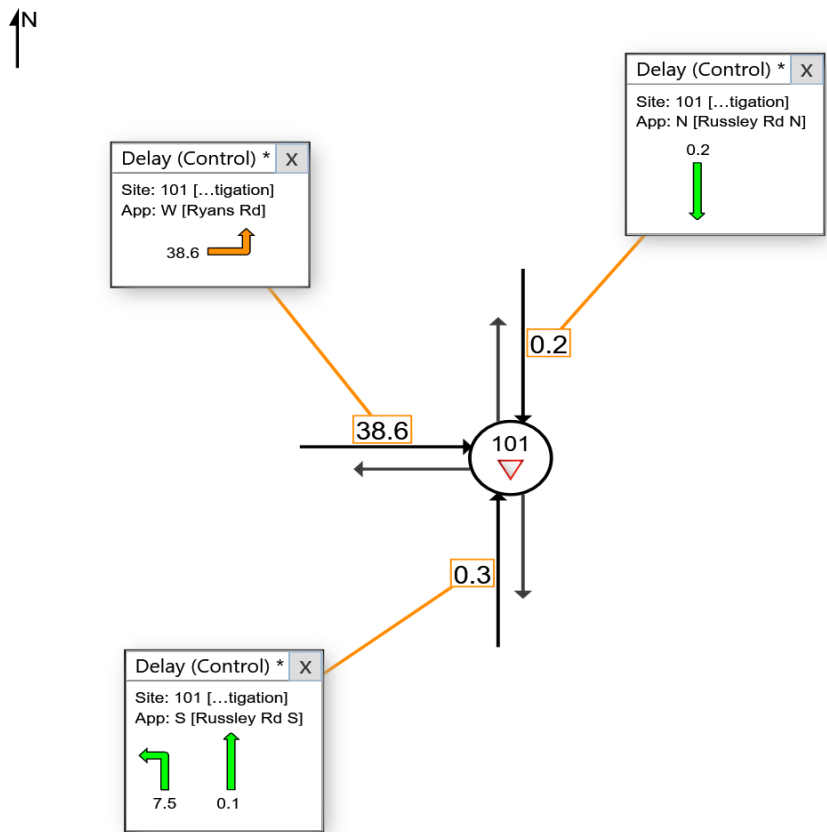 N
Delay (Control) * X
Site: 101 [...tigation]
App: N [Russley Rd N]
0.2
Delay (Control) * X
Site: 101 [...tigation]
App: W [Ryans Rd]
38.6
0.2
38.6
101
0.3
Delay (Control) * X
Site: 101 [...tigation]
App: S [Russley Rd S]
7.5 0.1